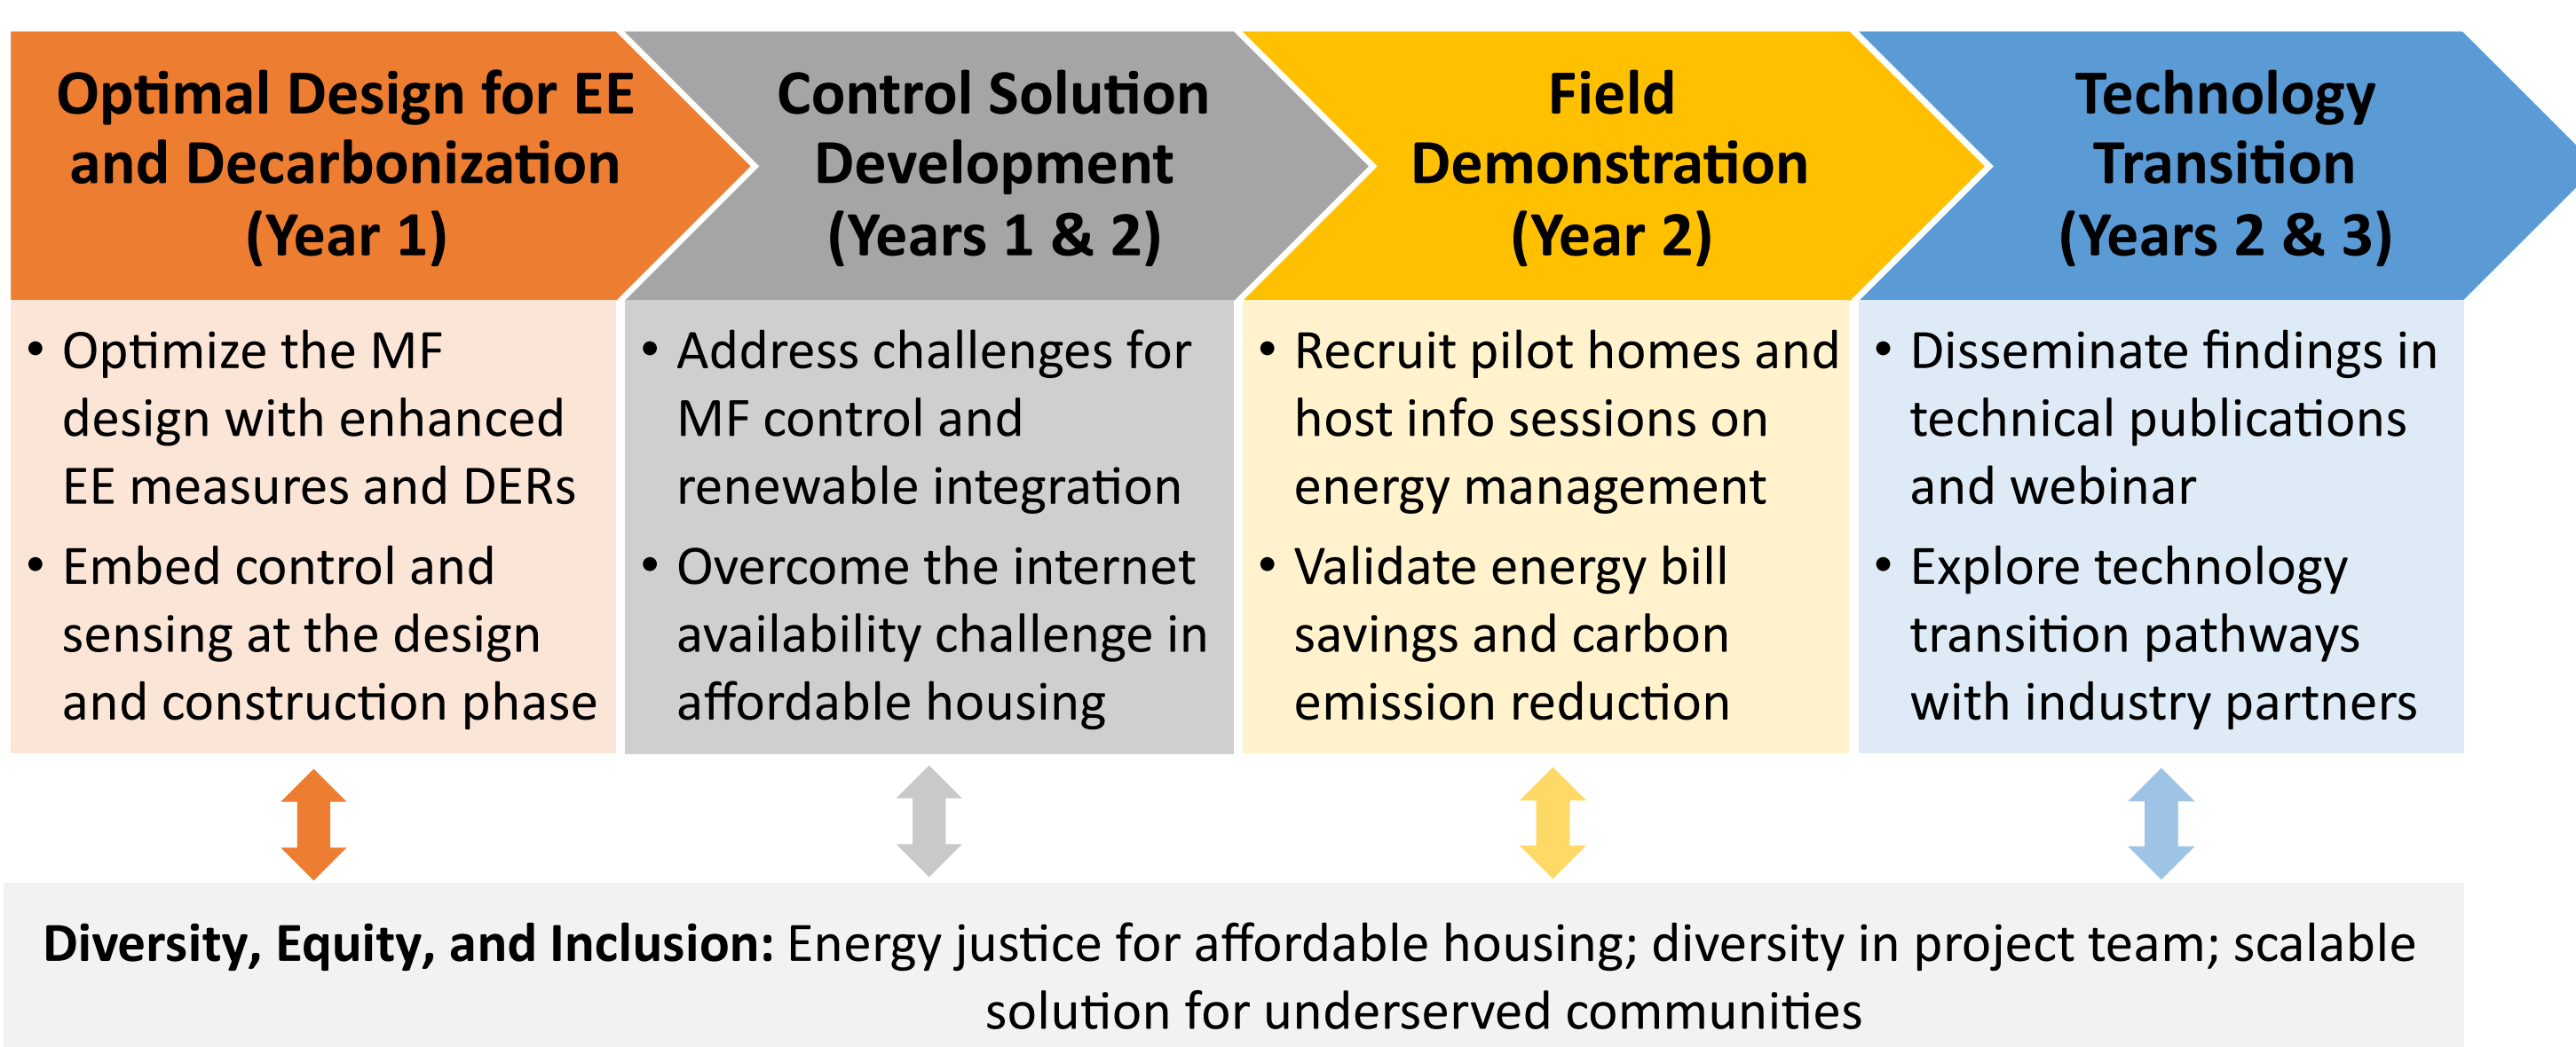 Optimal Design for EE
and Decarbonization
(Year 1)
• Optimize the MF
design with enhanced
EE measures and DERs
• Embed control and
sensing at the design
and construction phase
Control Solution
Development
(Years 1 & 2)
• Address challenges for
MF control and
renewable integration
• Overcome the internet
availability challenge in
affordable housing
Field
Demonstration
(Year 2)
• Recruit pilot homes and
host info sessions on
energy management
• Validate energy bill
savings and carbon
emission reduction
Technology
Transition
(Years 2 & 3)
• Disseminate findings in
technical publications
and webinar
• Explore technology
transition pathways
with industry partners
Diversity, Equity, and Inclusion: Energy justice for affordable housing; diversity in project team; scalable
solution for underserved communities